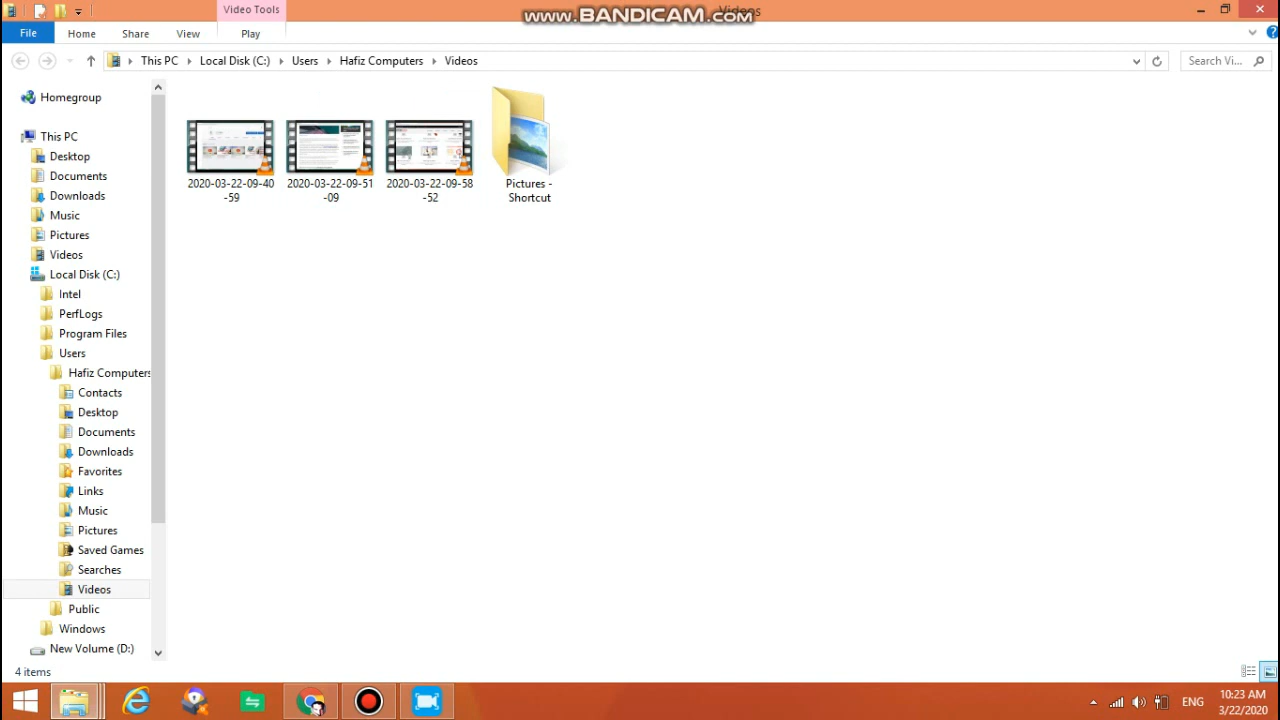 Video Tools
Videos
www.BANDICAM.com
File
Home
Share
View
Play
This PC
Local Disk (C:)
Users
Hafiz Computers
Videos
Search Vi...
Homegroup
This PC
Desktop
Documents
Downloads
Music
Pictures
Videos
Local Disk (C:)
Intel
PerfLogs
Program Files
Users
Hafiz Computers
Contacts
Desktop
Documents
Downloads
Favorites
Links
Music
Pictures
Saved Games
Searches
Videos
Public
Windows
New Volume (D:)
2020-03-22-09-40
-59
2020-03-22-09-51
-09
2020-03-22-09-58
-52
Pictures -
Shortcut
4 items
ENG
10:23 AM
3/22/2020